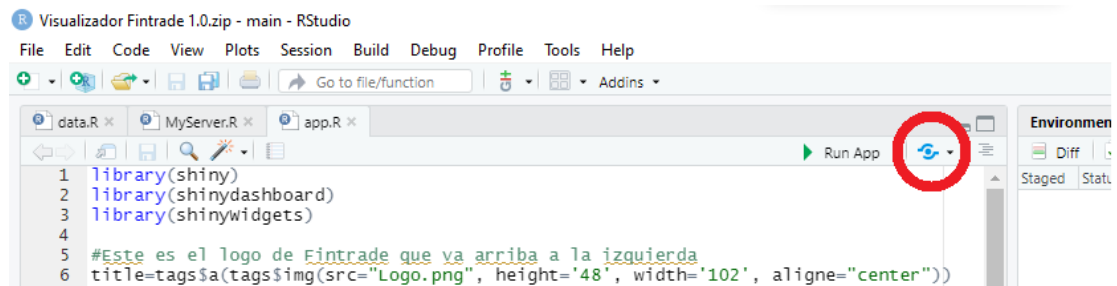 Visualizador Fintrade 1.0.zip - main - RStudio
File Edit Code View Plots Session Build Debug Profile Tools Help
Go to file/function Addins
data.R MyServer.R app.R
Environmen
Run App
Diff
1 library(shiny)
Staged Statu
2 library(shinydashboard)
3 library(shinyWidgets)
4
5 #Este es el logo de Fintrade que va arriba a la izquierda
6 title=tags$a(tags$img(src="Logo.png", height='48', width='102', aligne="center"))